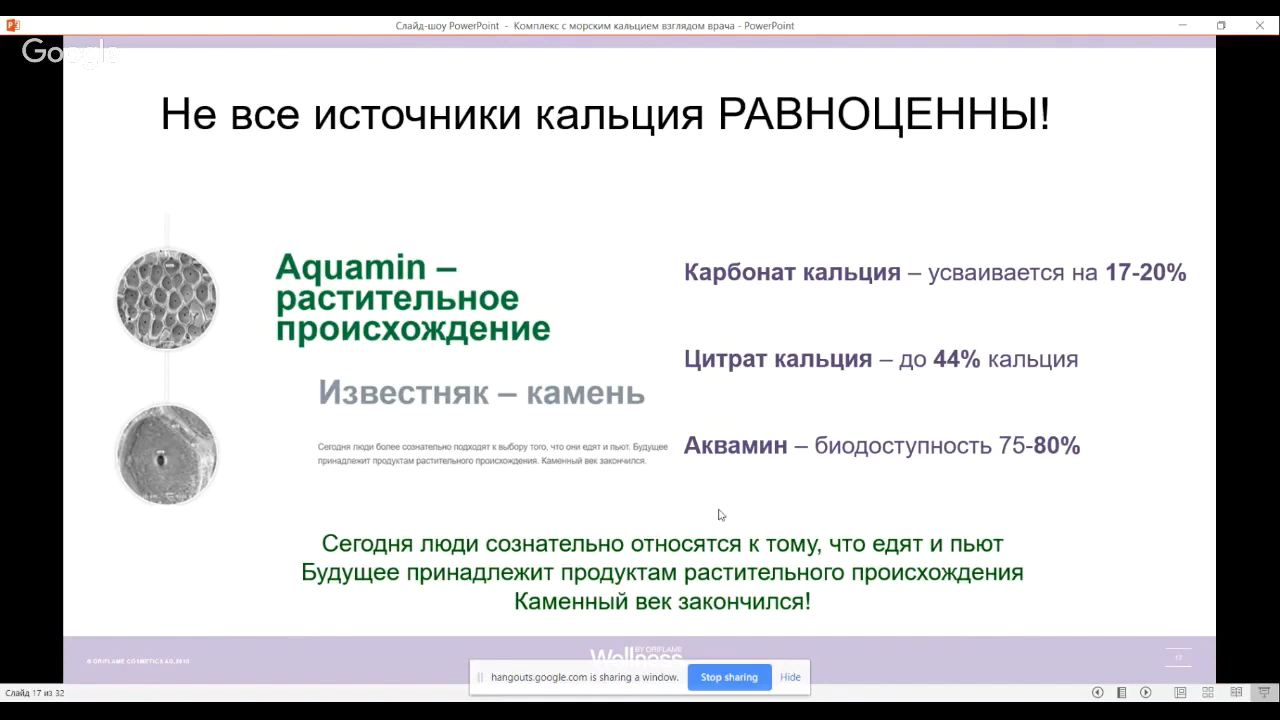 Слайд-шоу PowerPoint - Комплекс с морским кальцием взглядом врача - PowerPoint
Google
Не все источники кальция РАВНОЦЕННЫ!
Aquamin –
растительное
происхождение
Известняк – камень
Сегодня люди более сознательно подходят к выбору того, что они едят и пьют. Будущее
принадлежит продуктам растительного происхождения. Каменный век закончился.
Карбонат кальция – усваивается на 17-20%
Цитрат кальция – до 44% кальция
Аквамин – биодоступность 75-80%
Сегодня люди сознательно относятся к тому, что едят и пьют
Будущее принадлежит продуктам растительного происхождения
Каменный век закончился!
Wellness
BY ORIFLAME
17
hangouts.google.com is sharing a window.
Stop sharing
Hide
Слайд 17 из 32